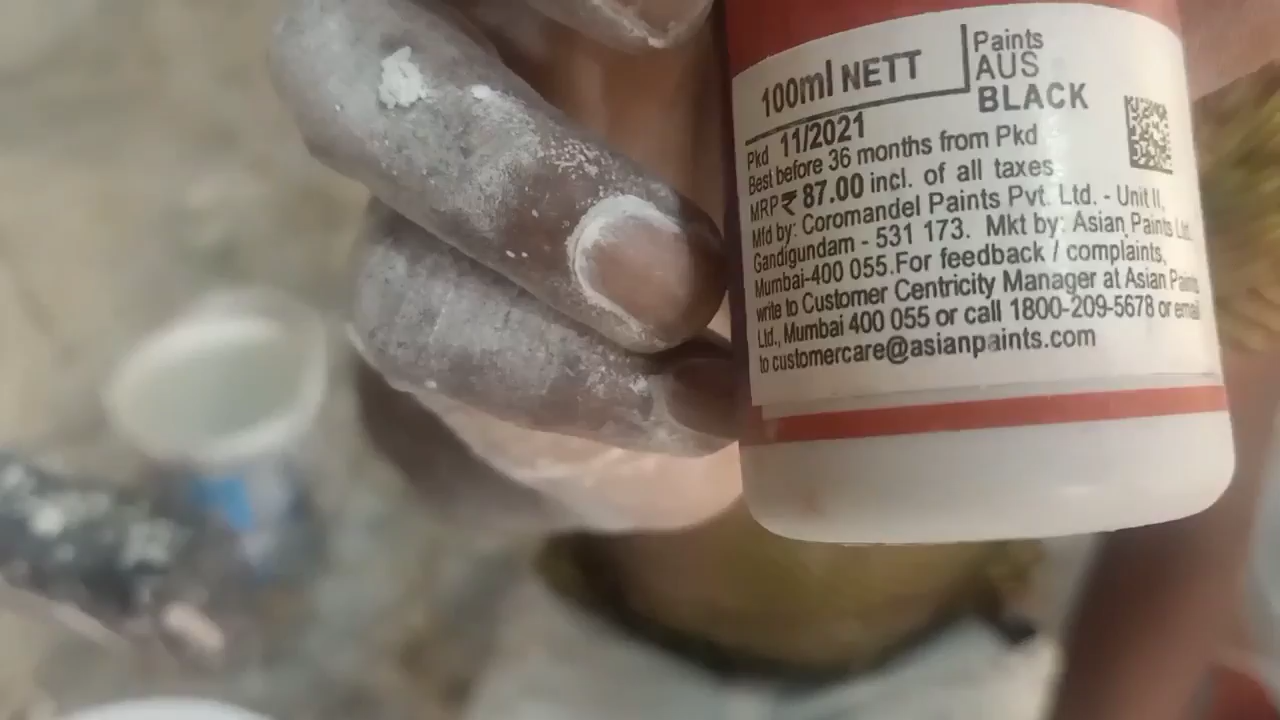 100ml NETT
Paints
AUS
BLACK
Pkd 11/2021
Best before 36 months from Pkd
MRP ₹ 87.00 incl. of all taxes
Mfd by: Coromandel Paints Pvt. Ltd. - Unit II,
Gandigundam - 531 173. Mkt by: Asian Paints Ltd.
Mumbai-400 055.For feedback / complaints,
write to Customer Centricity Manager at Asian Paints
Ltd., Mumbai 400 055 or call 1800-209-5678 or email
to customercare@asianpaints.com